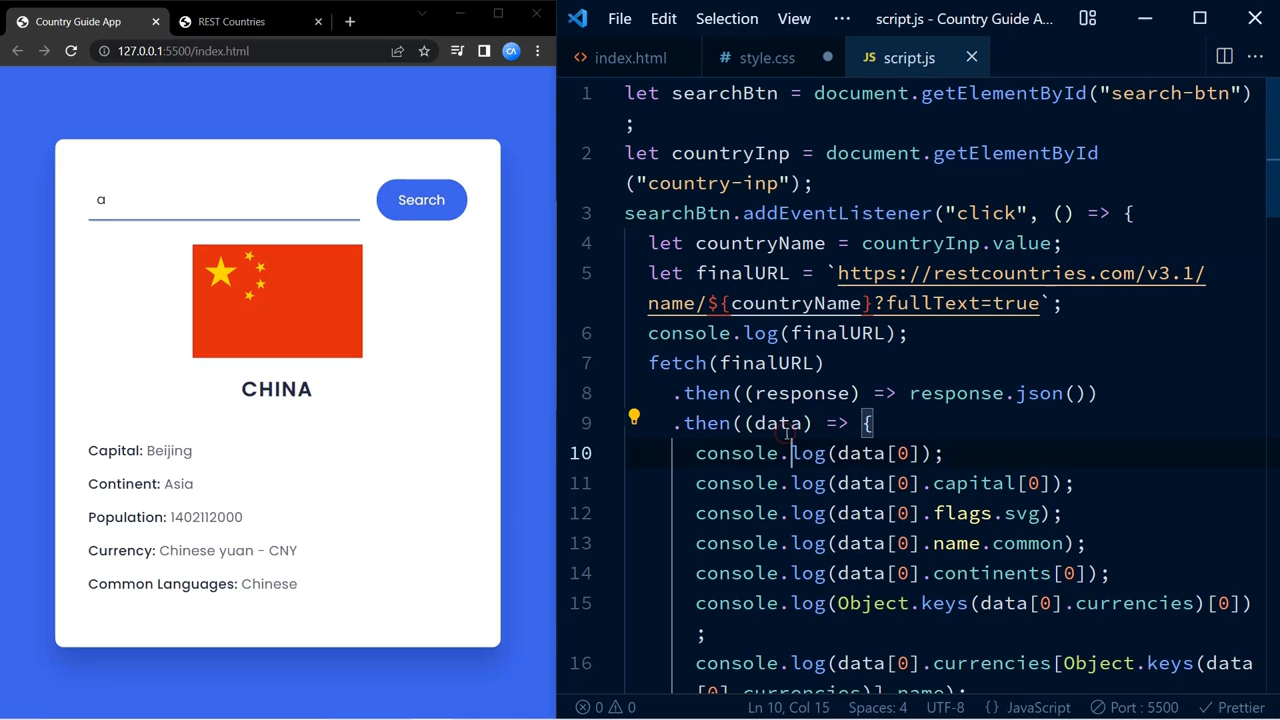 Country Guide App
REST Countries
127.0.0.1:5500/index.html
a
Search
CHINA
Capital: Beijing
Continent: Asia
Population: 1402112000
Currency: Chinese yuan - CNY
Common Languages: Chinese
File Edit Selection View ··· script.js - Country Guide A...
<> index.html
# style.css
JS script.js
1 let searchBtn = document.getElementById("search-btn")
;
2 let countryInp = document.getElementById
("country-inp");
3 searchBtn.addEventListener("click", () => {
4 let countryName = countryInp.value;
5 let finalURL = `https://restcountries.com/v3.1/
name/${countryName}?fullText=true`;
6 console.log(finalURL);
7 fetch(finalURL)
8 .then((response) => response.json())
9 .then((data) => {
10 console.log(data[0]);
11 console.log(data[0].capital[0]);
12 console.log(data[0].flags.svg);
13 console.log(data[0].name.common);
14 console.log(data[0].continents[0]);
15 console.log(Object.keys(data[0].currencies)[0])
;
16 console.log(data[0].currencies[Object.keys(data
[0].currencies)].name);
0 0 Ln 10, Col 15 Spaces: 4 UTF-8 {} JavaScript Port : 5500 Prettier